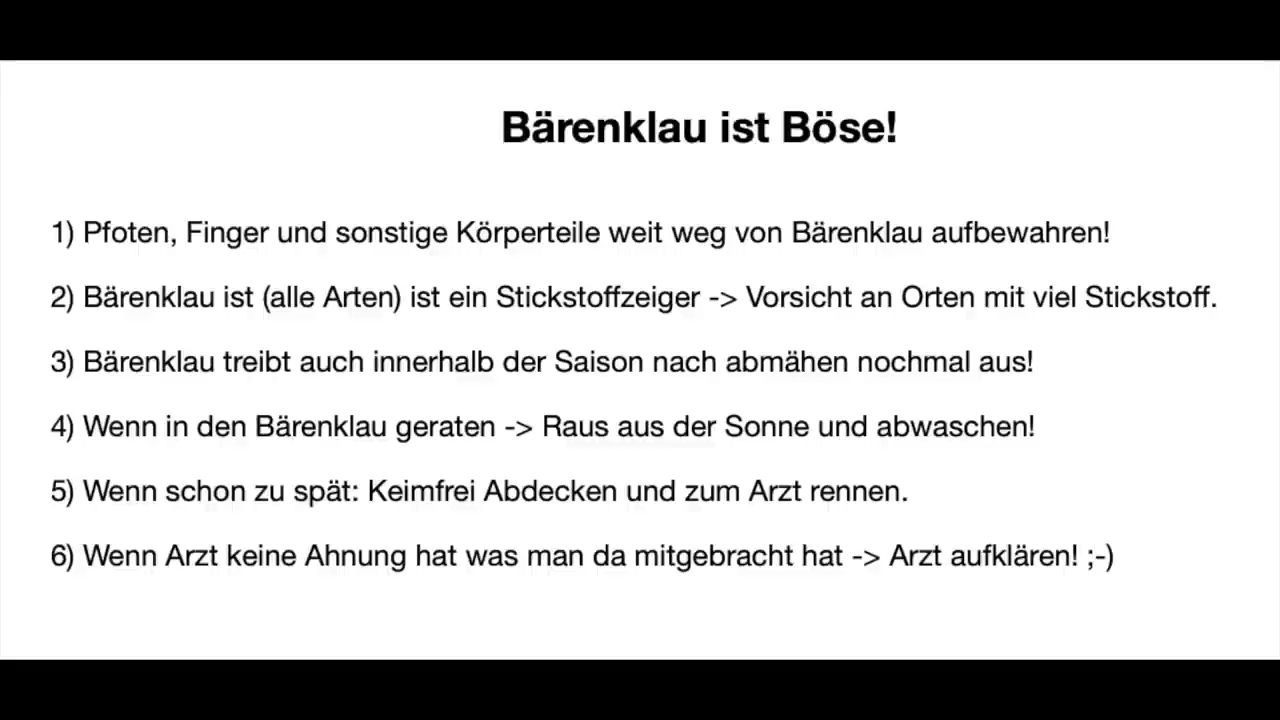 Bärenklau ist Böse!
1) Pfoten, Finger und sonstige Körperteile weit weg von Bärenklau aufbewahren!
2) Bärenklau ist (alle Arten) ist ein Stickstoffzeiger -> Vorsicht an Orten mit viel Stickstoff.
3) Bärenklau treibt auch innerhalb der Saison nach abmähen nochmal aus!
4) Wenn in den Bärenklau geraten -> Raus aus der Sonne und abwaschen!
5) Wenn schon zu spät: Keimfrei Abdecken und zum Arzt rennen.
6) Wenn Arzt keine Ahnung hat was man da mitgebracht hat -> Arzt aufklären! ;-)